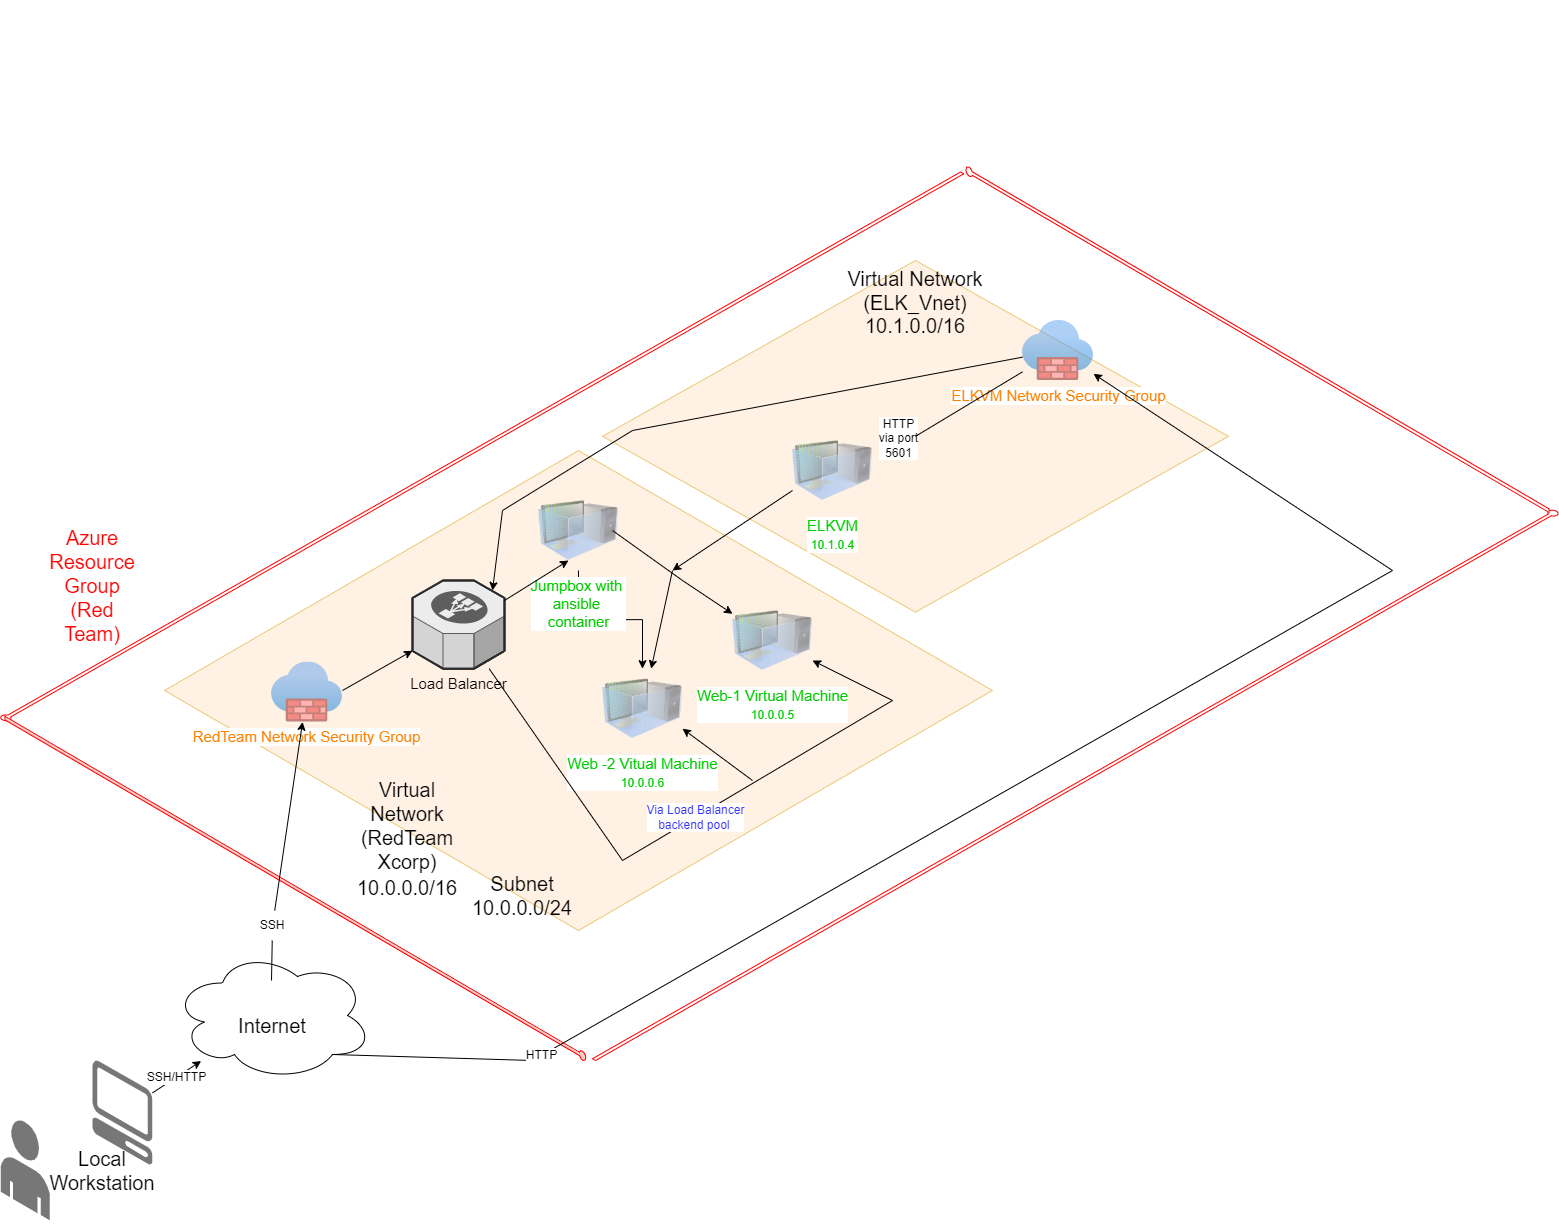 Virtual Network
(ELK_Vnet)
10.1.0.0/16
ELKVM Network Security Group
HTTP
via port
5601
ELKVM
10.1.0.4
Azure
Resource
Group
(Red
Team)
Jumpbox with
ansible
container
Load Balancer
Web-1 Virtual Machine
10.0.0.5
RedTeam Network Security Group
Web -2 Vitual Machine
10.0.0.6
Via Load Balancer
backend pool
Virtual
Network
(RedTeam
Xcorp)
10.0.0.0/16
Subnet
10.0.0.0/24
SSH
Internet
HTTP
SSH/HTTP
Local
Workstation